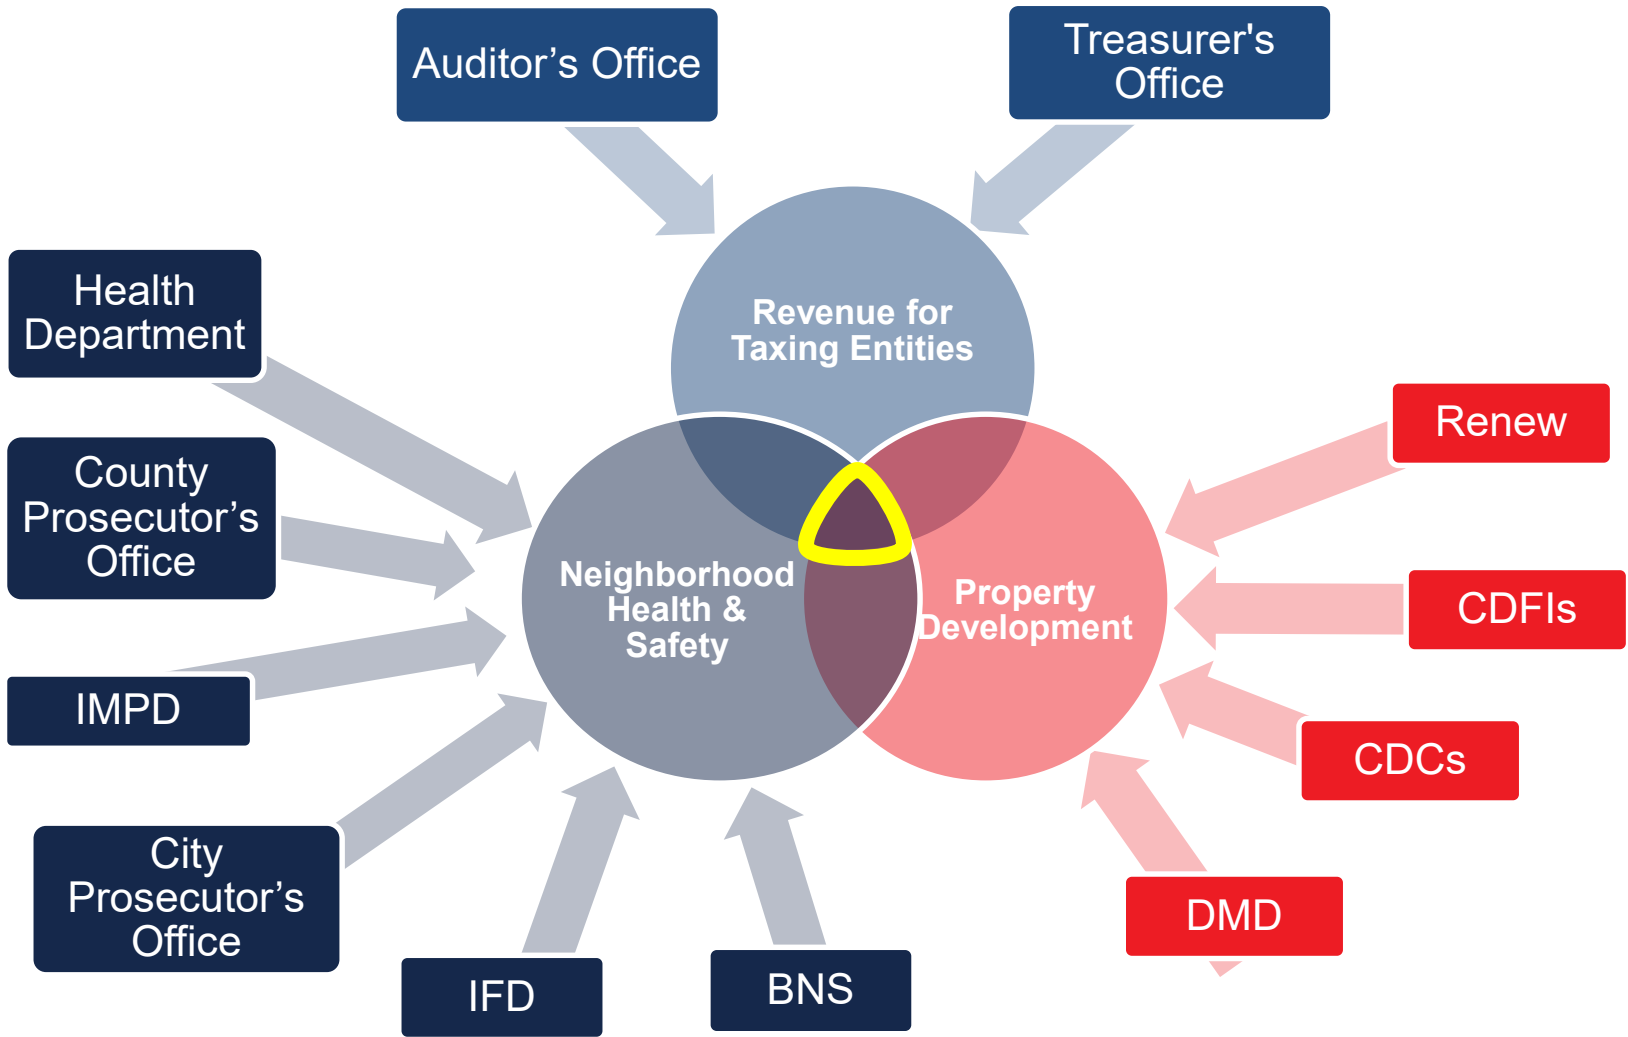 Auditor’s Office
Treasurer's
Office
Health
Department
Revenue for
Taxing Entities
Renew
County
Prosecutor’s
Office
Neighborhood
Health &
Safety
Property
Development
CDFIs
IMPD
CDCs
City
Prosecutor’s
Office
DMD
IFD
BNS